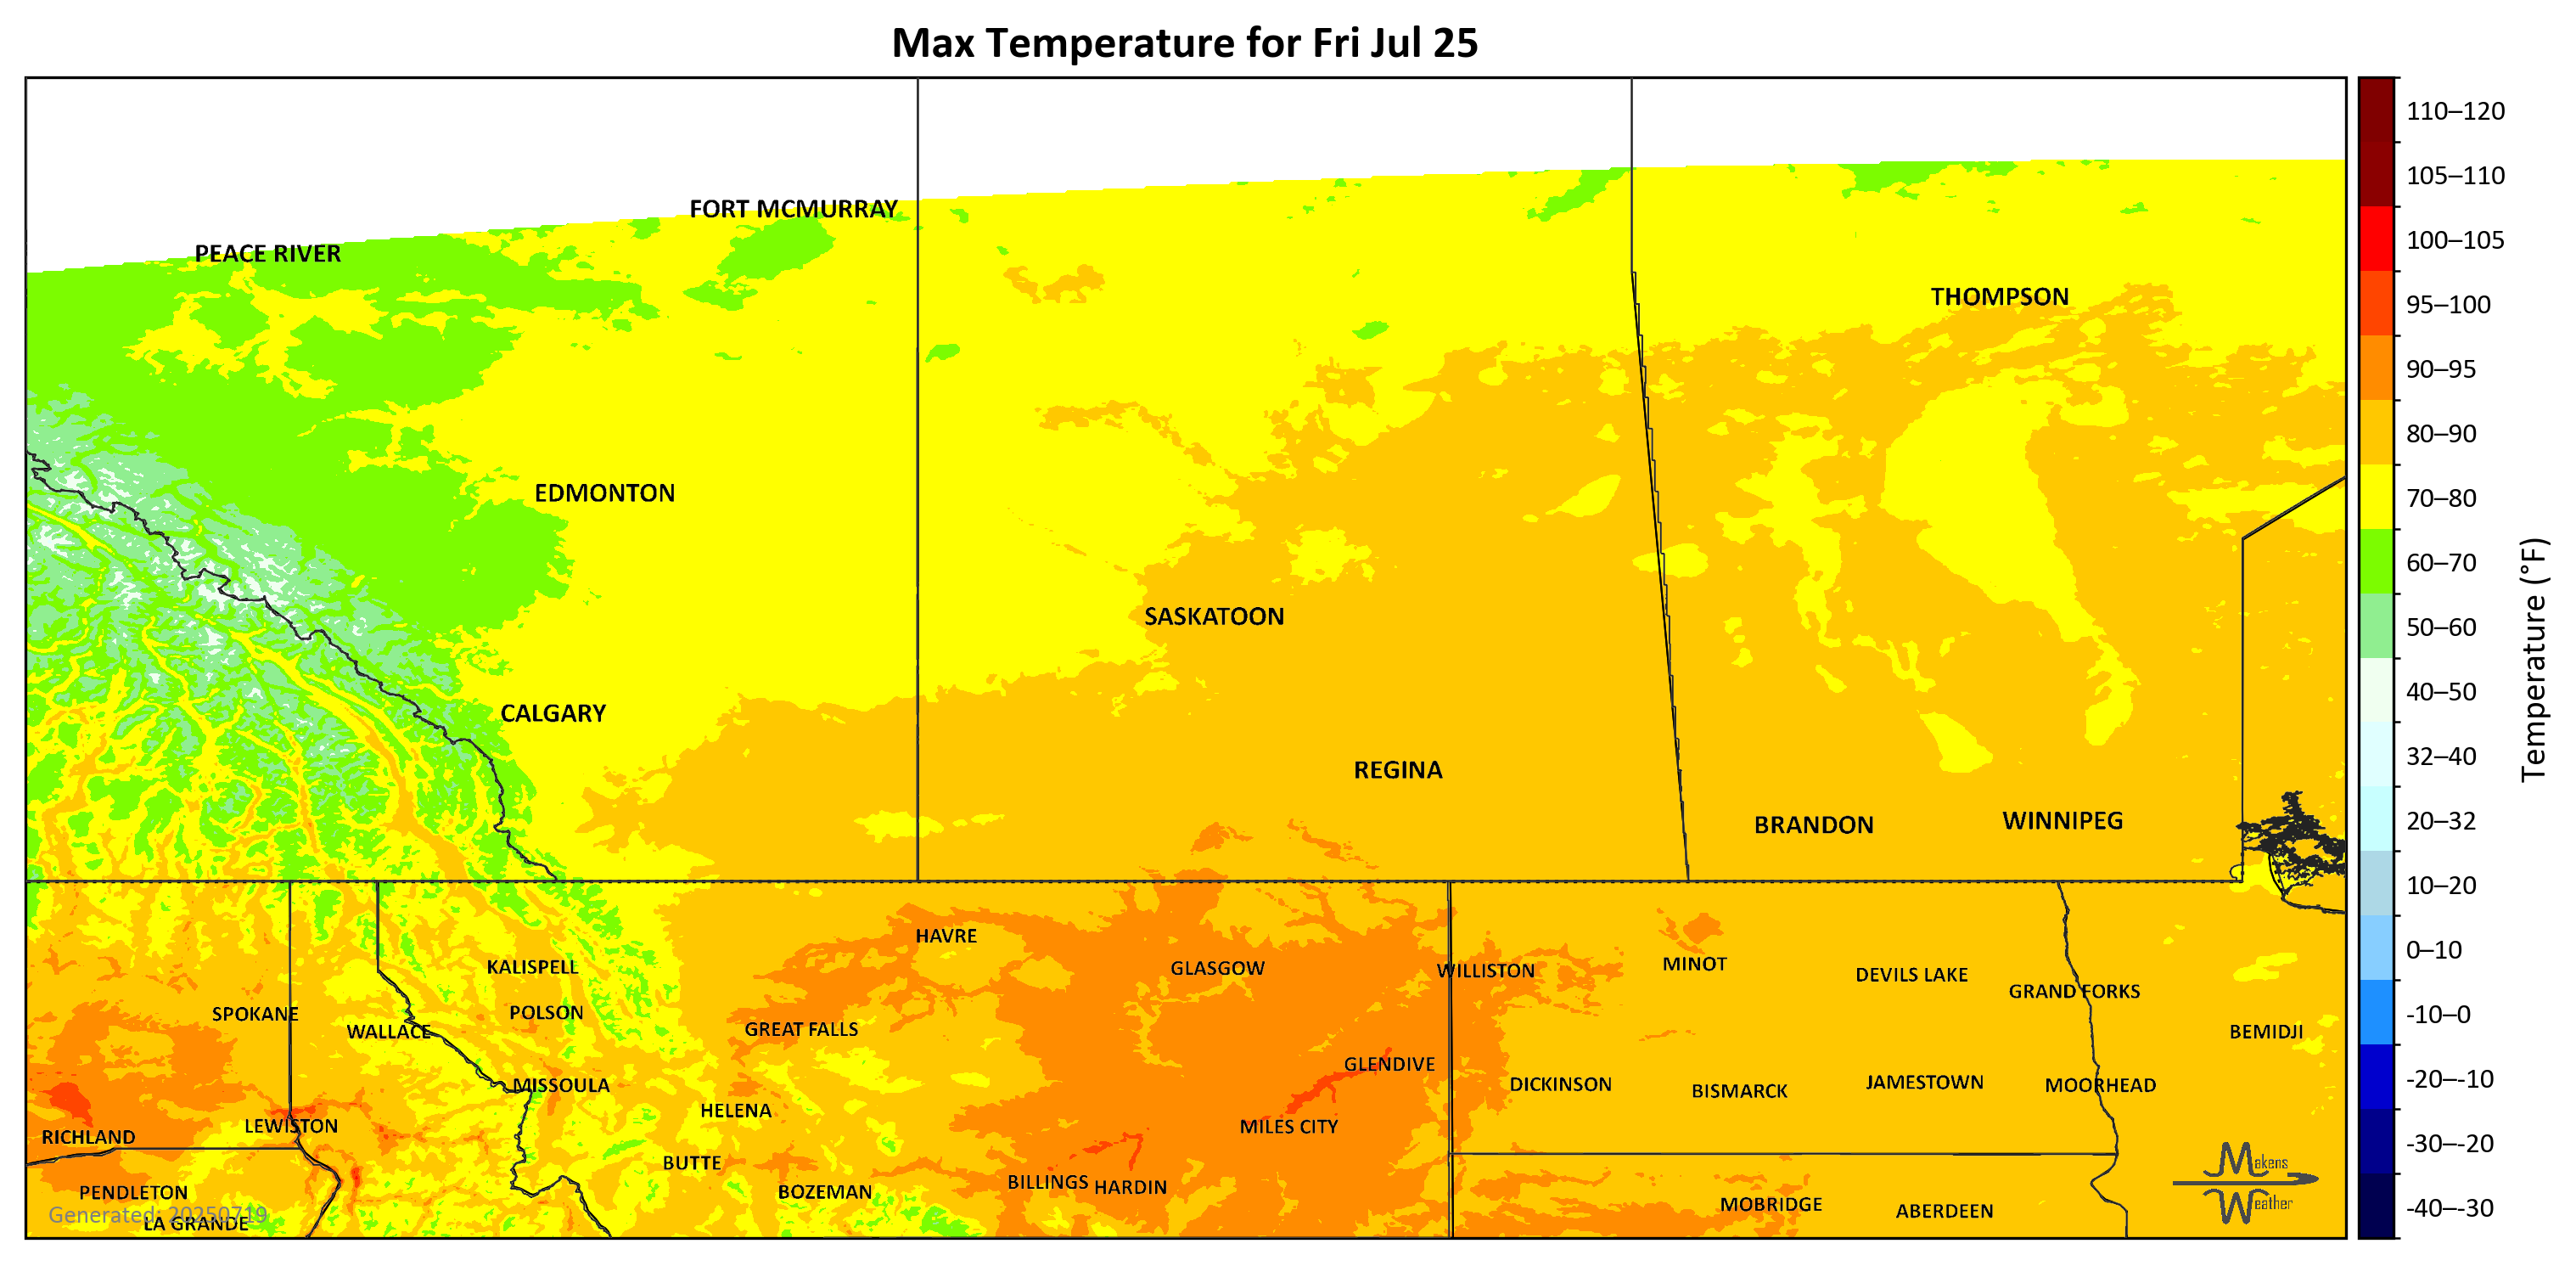 Max Temperature for Fri Jul 25
FORT MCMURRAY
PEACE RIVER
THOMPSON
EDMONTON
SASKATOON
CALGARY
REGINA
BRANDON
WINNIPEG
HAVRE
KALISPELL
GLASGOW
WILLISTON
MINOT
DEVILS LAKE
GRAND FORKS
SPOKANE
POLSON
WALLACE
GREAT FALLS
BEMIDJI
GLENDIVE
MISSOULA
DICKINSON
BISMARCK
JAMESTOWN
MOORHEAD
HELENA
LEWISTON
MILES CITY
RICHLAND
BUTTE
BILLINGS
HARDIN
PENDLETON
BOZEMAN
MOBRIDGE
ABERDEEN
Generated: 20250719
LA GRANDE
Makens
Weather
110–120
105–110
100–105
95–100
90–95
80–90
70–80
60–70
50–60
40–50
32–40
20–32
10–20
0–10
-10–0
-20–-10
-30–-20
-40–-30
Temperature (°F)